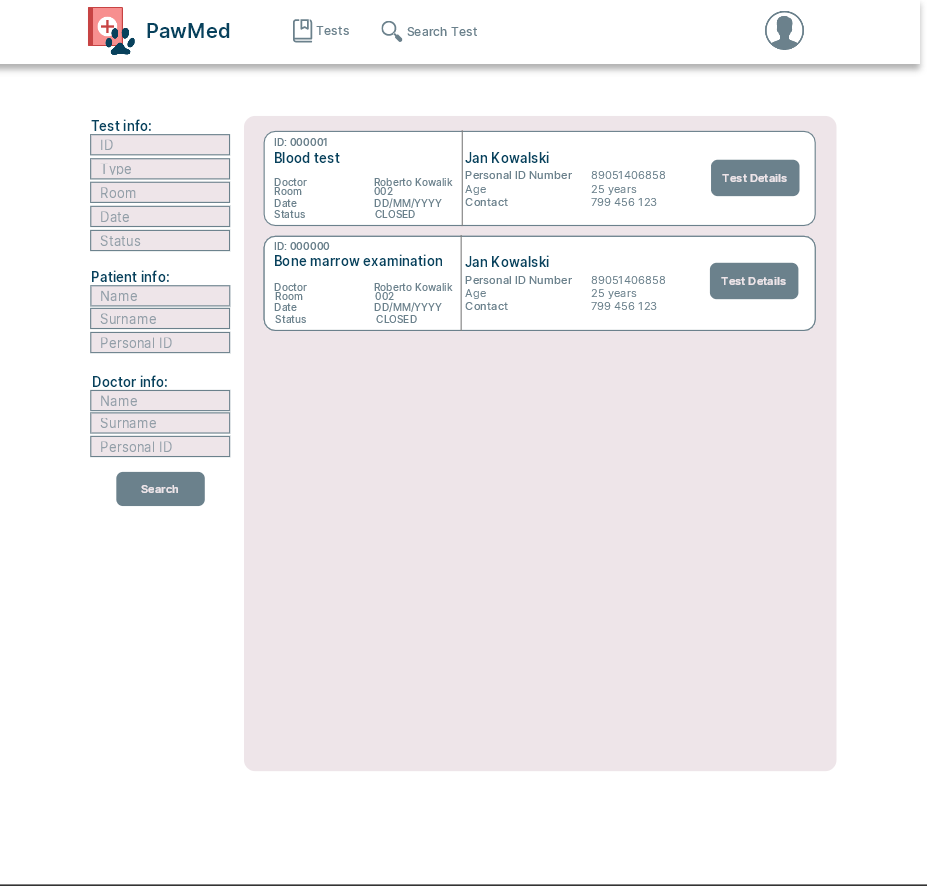 PawMed
Tests
Search Test
Test info:
ID
Type
Room
Date
Status
Patient info:
Name
Surname
Personal ID
Doctor info:
Name
Surname
Personal ID
Search
ID: 000001
Blood test
Doctor Roberto Kowalik
Room 002
Date DD/MM/YYYY
Status CLOSED
Jan Kowalski
Personal ID Number 89051406858
Age 25 years
Contact 799 456 123
Test Details
ID: 000000
Bone marrow examination
Doctor Roberto Kowalik
Room 002
Date DD/MM/YYYY
Status CLOSED
Jan Kowalski
Personal ID Number 89051406858
Age 25 years
Contact 799 456 123
Test Details